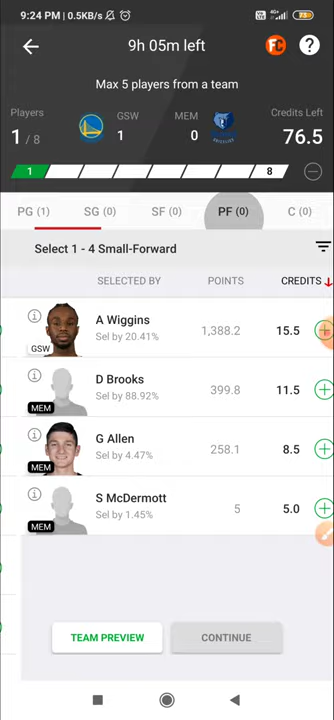 9:24 PM | 0.5KB/s
4G
73
9h 05m left
FC
?
Max 5 players from a team
Players
GSW
MEM
Credits Left
1 / 8
1
0
76.5
1
8
PG (1)
SG (0)
SF (0)
PF (0)
C (0)
Select 1 - 4 Small-Forward
SELECTED BY
POINTS
CREDITS
A Wiggins
Sel by 20.41%
1,388.2
15.5
GSW
D Brooks
Sel by 88.92%
399.8
11.5
MEM
G Allen
Sel by 4.47%
258.1
8.5
MEM
S McDermott
Sel by 1.45%
5
5.0
MEM
TEAM PREVIEW
CONTINUE